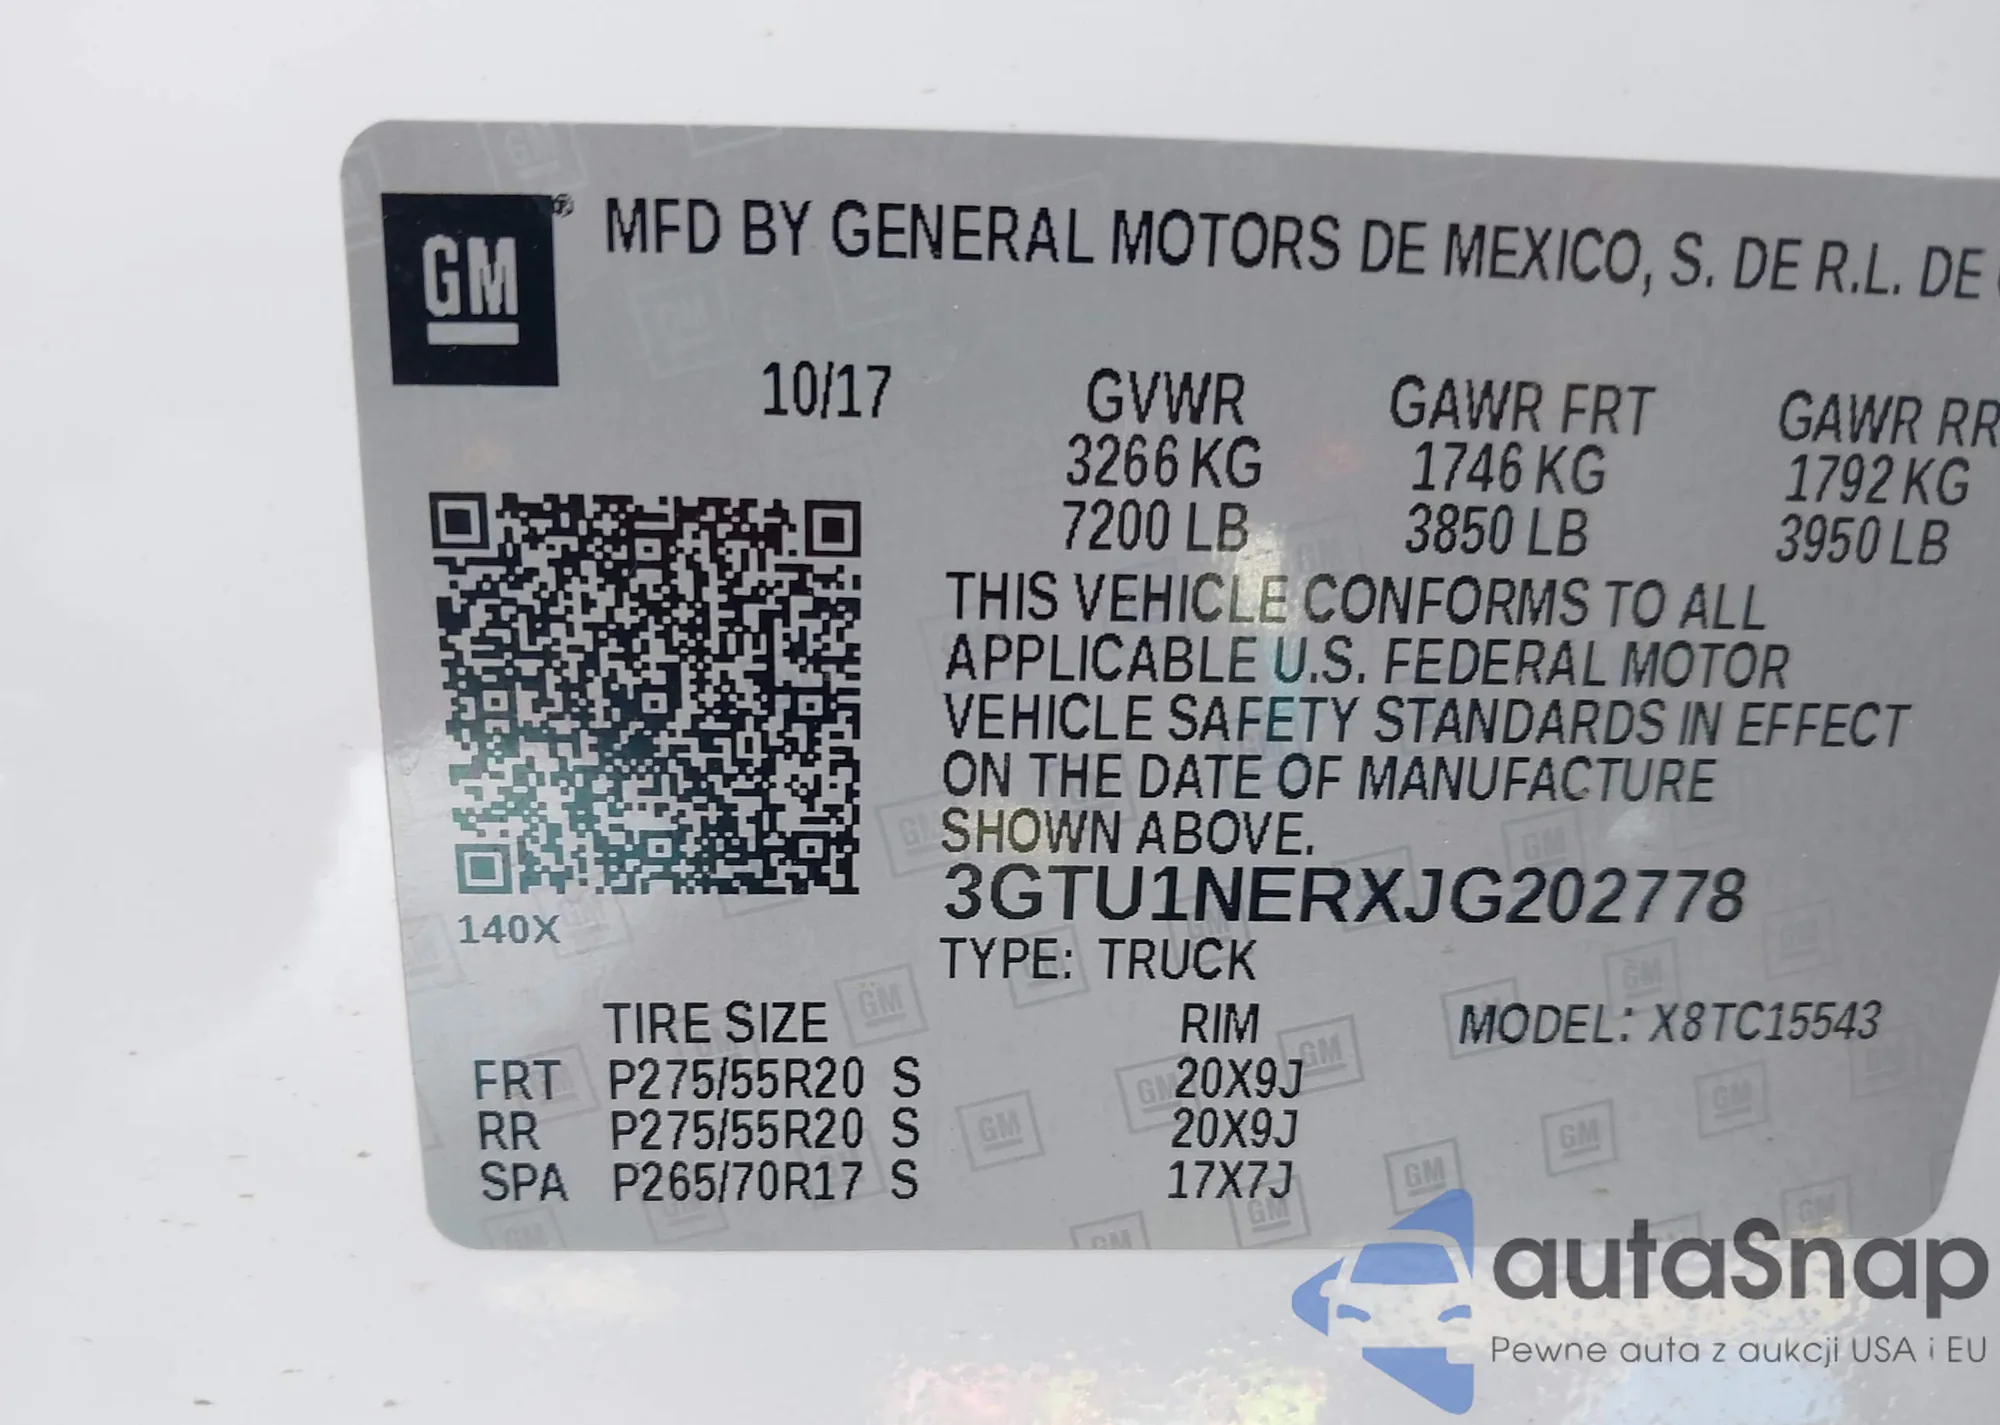 GM® MFD BY GENERAL MOTORS DE MEXICO, S. DE R.L. DE
10/17 GVWR GAWR FRT GAWR RR
3266 KG 1746 KG 1792 KG
7200 LB 3850 LB 3950 LB
THIS VEHICLE CONFORMS TO ALL
APPLICABLE U.S. FEDERAL MOTOR
VEHICLE SAFETY STANDARDS IN EFFECT
ON THE DATE OF MANUFACTURE
SHOWN ABOVE.
3GTU1NERXJG202778
140X
TYPE: TRUCK
TIRE SIZE RIM MODEL: X8TC15543
FRT P275/55R20 S 20X9J
RR P275/55R20 S 20X9J
SPA P265/70R17 S 17X7J
autaSnap
Pewne auta z aukcji USA i EU